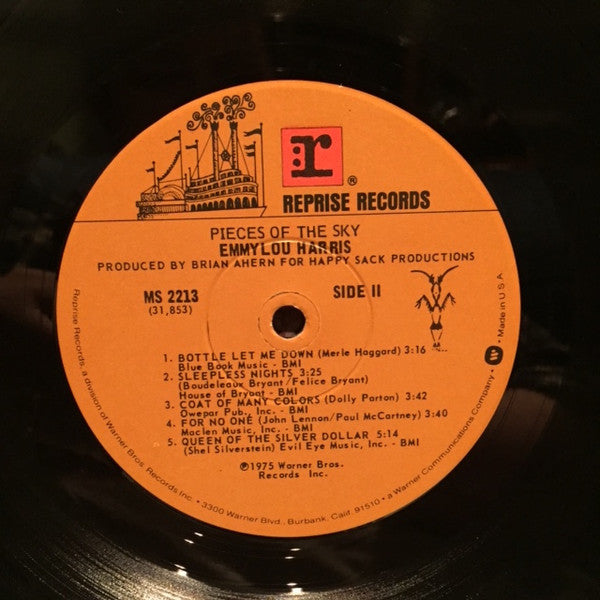 r
®
REPRISE RECORDS
PIECES OF THE SKY
EMMYLOU HARRIS
PRODUCED BY BRIAN AHERN FOR HAPPY SACK PRODUCTIONS
MS 2213
(31,853)
SIDE II
1. BOTTLE LET ME DOWN (Merle Haggard) 3:16
Blue Book Music - BMI
2. SLEEPLESS NIGHTS 3:25
(Boudeleaux Bryant/Felice Bryant)
House of Bryant - BMI
3. COAT OF MANY COLORS (Dolly Parton) 3:42
Owepar Pub., Inc. - BMI
4. FOR NO ONE (John Lennon/Paul McCartney) 3:40
Maclen Music, Inc. - BMI
5. QUEEN OF THE SILVER DOLLAR 5:14
(Shel Silverstein) Evil Eye Music, Inc. - BMI
℗1975 Warner Bros.
Records Inc.
Reprise Records, a division of Warner Bros. Records Inc. • 3300 Warner Blvd., Burbank, Calif. 91510 • a Warner Communications Company • W • Made in U.S.A.